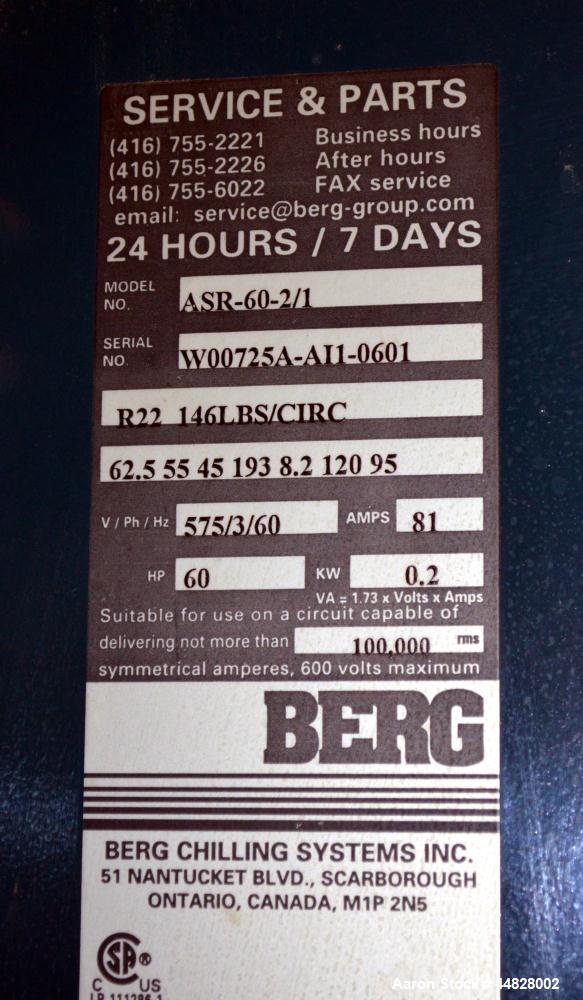 SERVICE & PARTS
(416) 755-2221 Business hours
(416) 755-2226 After hours
(416) 755-6022 FAX service
email: service@berg-group.com
24 HOURS / 7 DAYS
MODEL NO. ASR-60-2/1
SERIAL NO. W00725A-AI1-0601
R22 146LBS/CIRC
62.5 55 45 193 8.2 120 95
V / Ph / Hz 575/3/60 AMPS 81
HP 60 KW 0.2
VA = 1.73 x Volts x Amps
Suitable for use on a circuit capable of
delivering not more than 100,000 rms
symmetrical amperes, 600 volts maximum
BERG
BERG CHILLING SYSTEMS INC.
51 NANTUCKET BLVD., SCARBOROUGH
ONTARIO, CANADA, M1P 2N5
SA ®
C US
LR 111286-1
Aaron Stock # 44828002